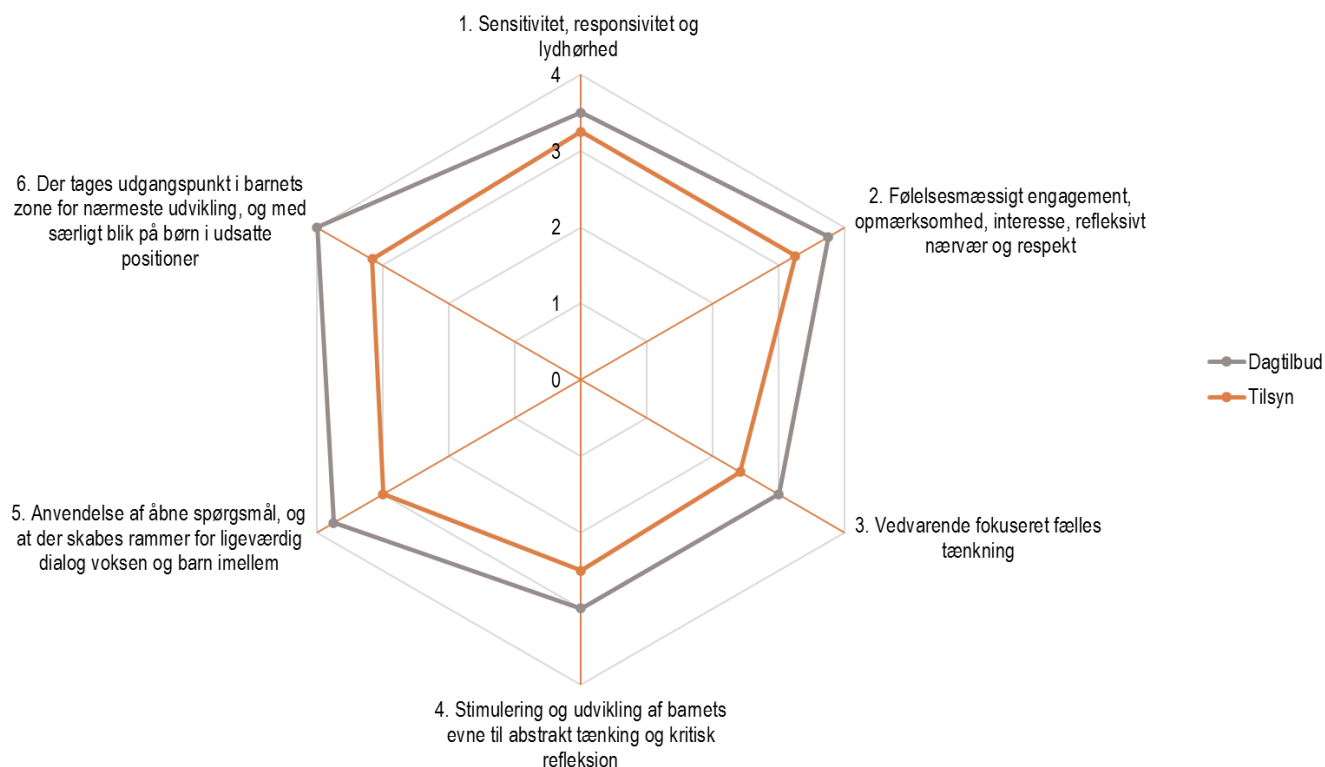 1. Sensitivitet, responsivitet og
lydhørhed
4
3
2
1
0
2. Følelsesmæssigt engagement,
opmærksomhed, interesse, refleksivt
nærvær og respekt
3. Vedvarende fokuseret fælles
tænkning
4. Stimulering og udvikling af barnets
evne til abstrakt tænking og kritisk
refleksion
5. Anvendelse af åbne spørgsmål, og
at der skabes rammer for ligeværdig
dialog voksen og barn imellem
6. Der tages udgangspunkt i barnets
zone for nærmeste udvikling, og med
særligt blik på børn i udsatte
positioner
Dagtilbud
Tilsyn